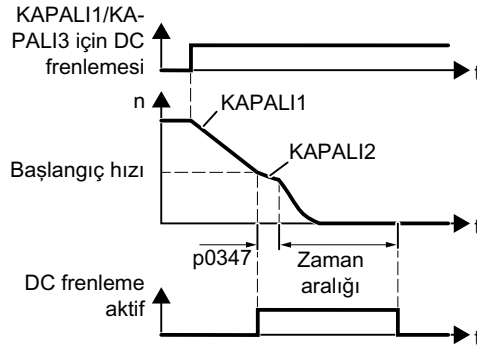 KAPALI1/KA-
PALI3 için DC
frenlemesi
t
n
KAPALI1
KAPALI2
Başlangıç hızı
t
p0347
Zaman
aralığı
DC frenleme
aktif
t